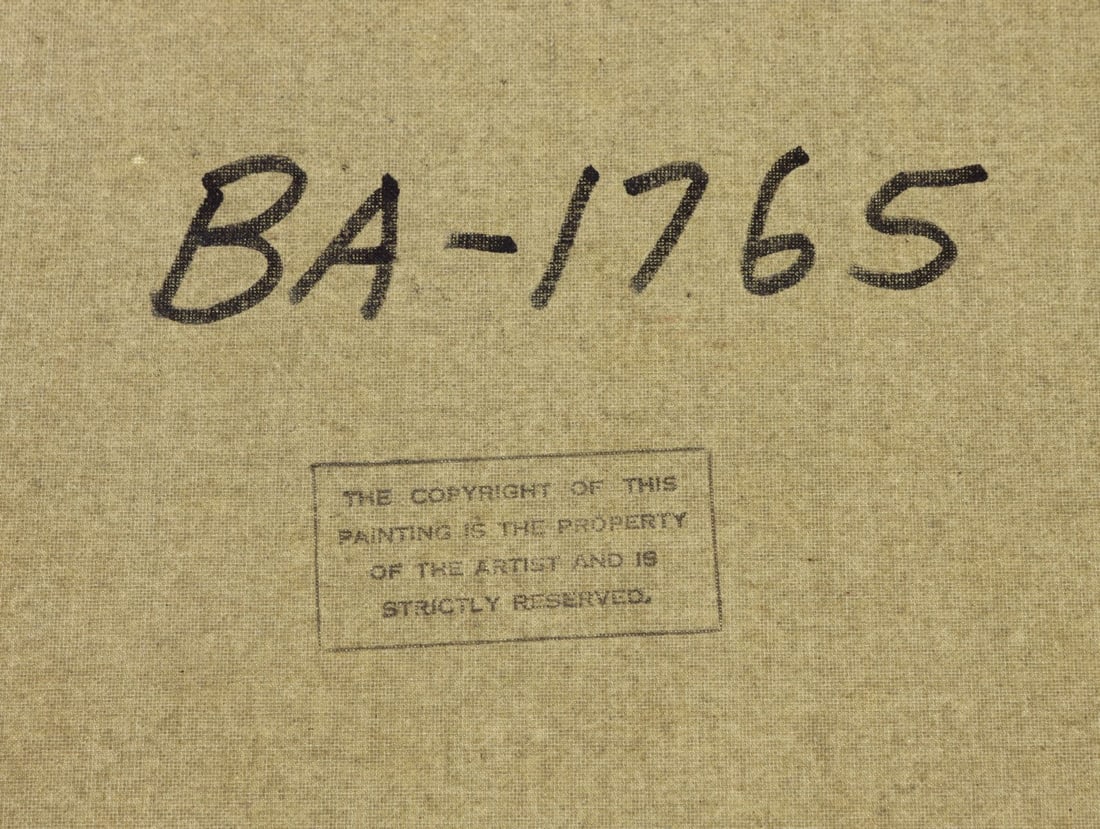 BA-1765
THE COPYRIGHT OF THIS
PAINTING IS THE PROPERTY
OF THE ARTIST AND IS
STRICTLY RESERVED.